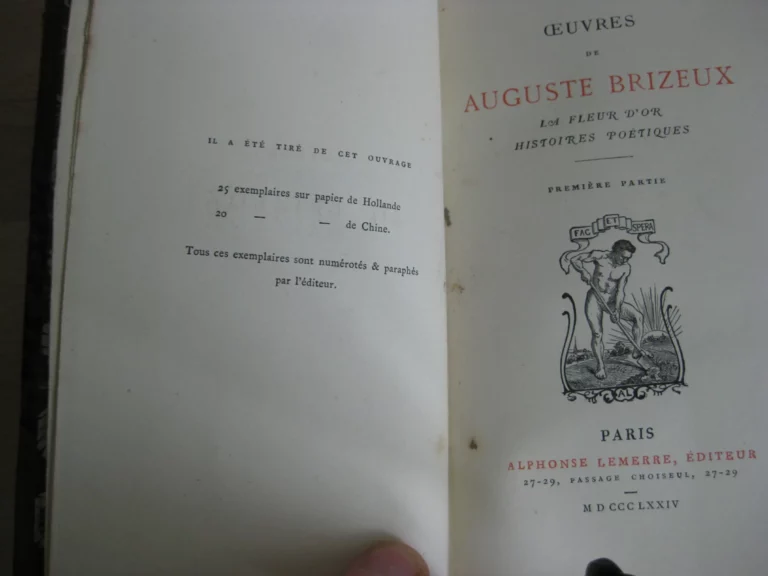 IL A ÉTÉ TIRÉ DE CET OUVRAGE
25 exemplaires sur papier de Hollande
20 — — de Chine.
Tous ces exemplaires sont numérotés & paraphés
par l'éditeur.
ŒUVRES
DE
AUGUSTE BRIZEUX
LA FLEUR D'OR
HISTOIRES POÉTIQUES
PREMIÈRE PARTIE
FAC ET SPERA
AL
PARIS
ALPHONSE LEMERRE, ÉDITEUR
27-29, PASSAGE CHOISEUL, 27-29
M DCCC LXXIV